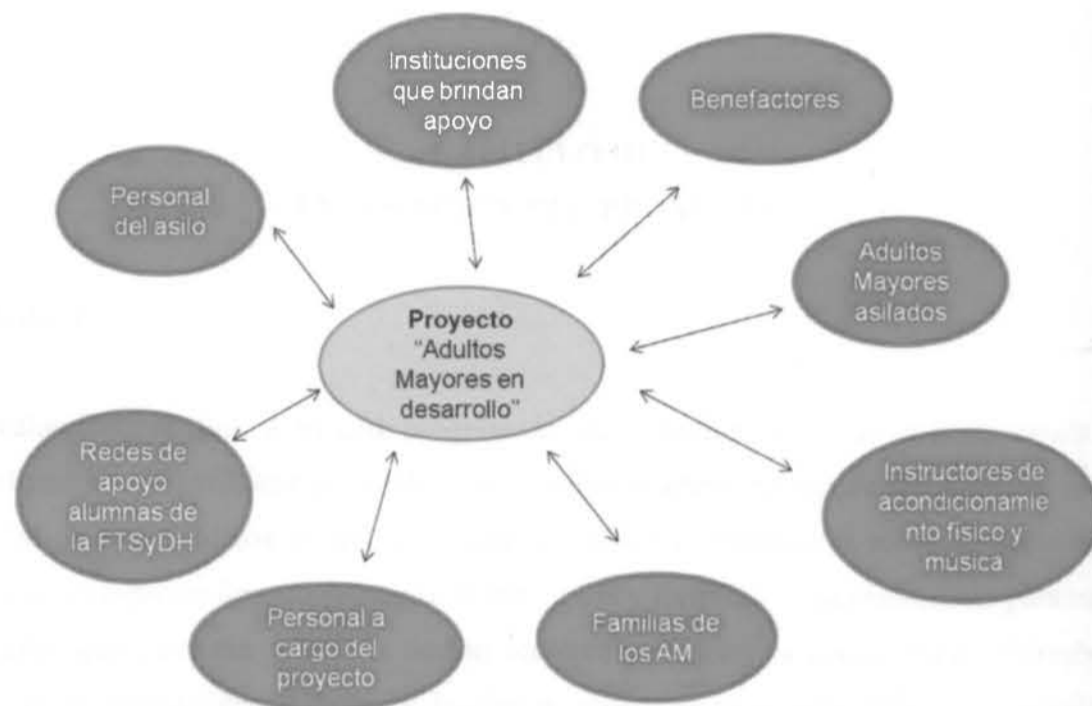 Instituciones
que brindan
apoyo
Benefactores
Personal
del asilo
Adultos
Mayores
asilados
Proyecto
"Adultos
Mayores en
desarrollo"
Redes de
apoyo
alumnas de
la FTSyDH
Instructores de
acondicionamie
nto físico y
música
Personal a
cargo del
proyecto
Familias de
los AM